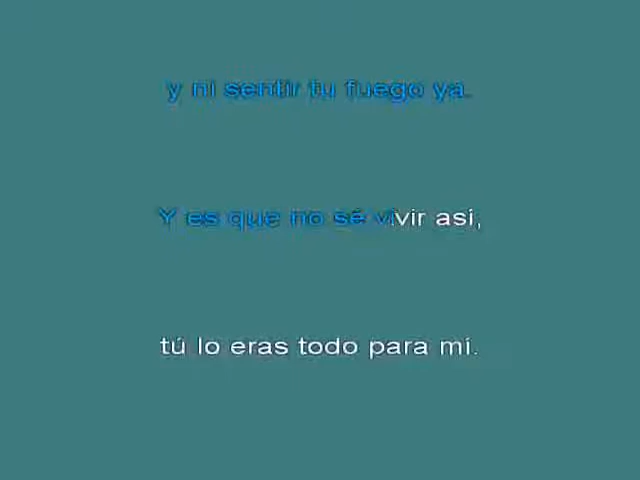 y ni sentir tu fuego ya.
Y es que no sé vivir así,
tú lo eras todo para mí.